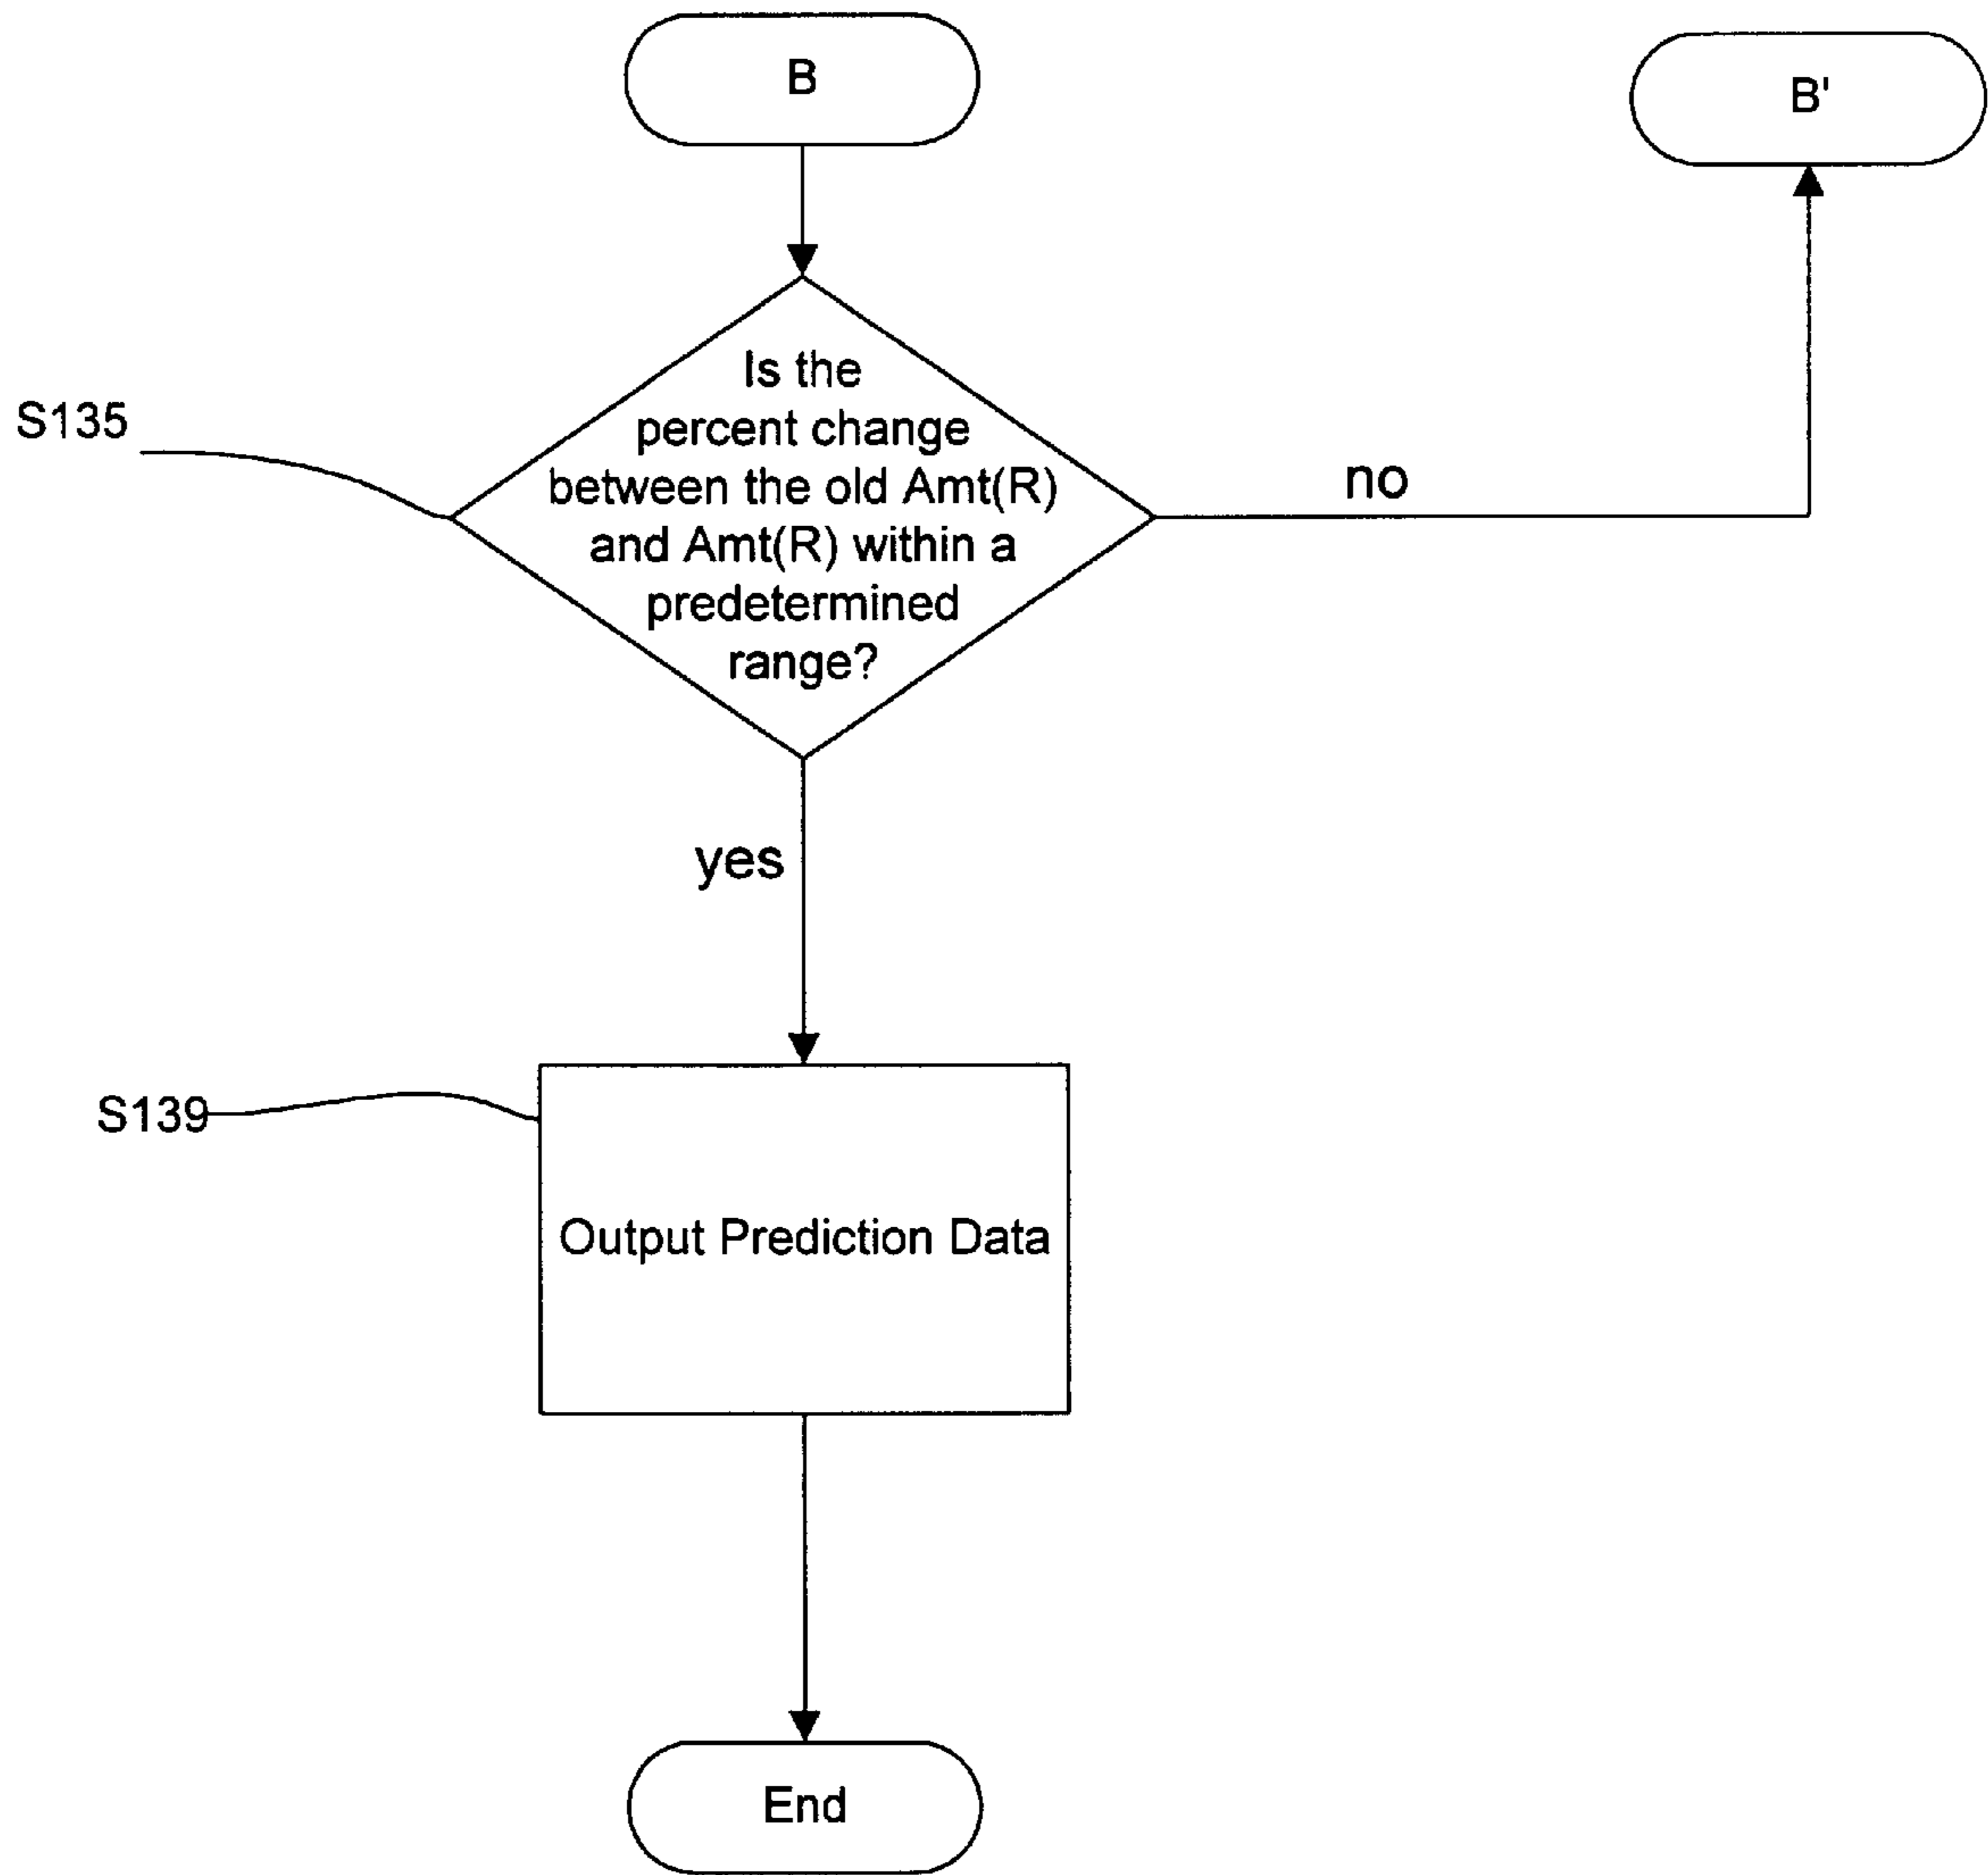 B
B'
Is the
percent change
between the old Amt(R)
and Amt(R) within a
predetermined
range?
S135
no
yes
S139
Output Prediction Data
End